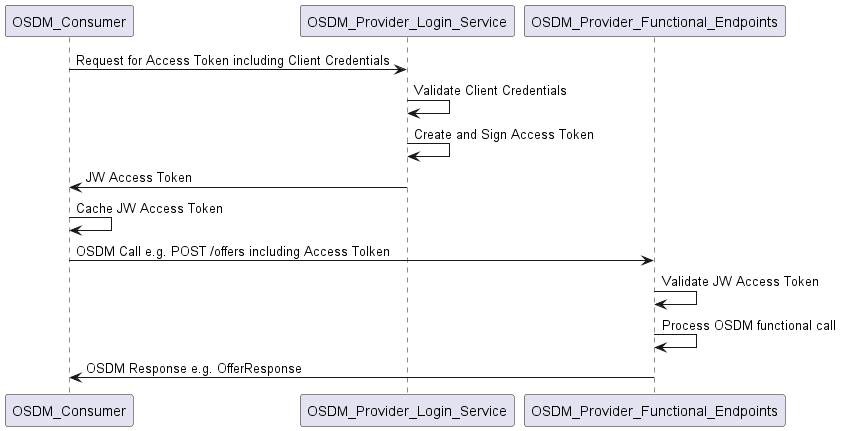 OSDM_Consumer
OSDM_Provider_Login_Service
OSDM_Provider_Functional_Endpoints
Request for Access Token including Client Credentials
Validate Client Credentials
Create and Sign Access Token
JW Access Token
Cache JW Access Token
OSDM Call e.g. POST /offers including Access Tolken
Validate JW Access Token
Process OSDM functional call
OSDM Response e.g. OfferResponse
OSDM_Consumer
OSDM_Provider_Login_Service
OSDM_Provider_Functional_Endpoints